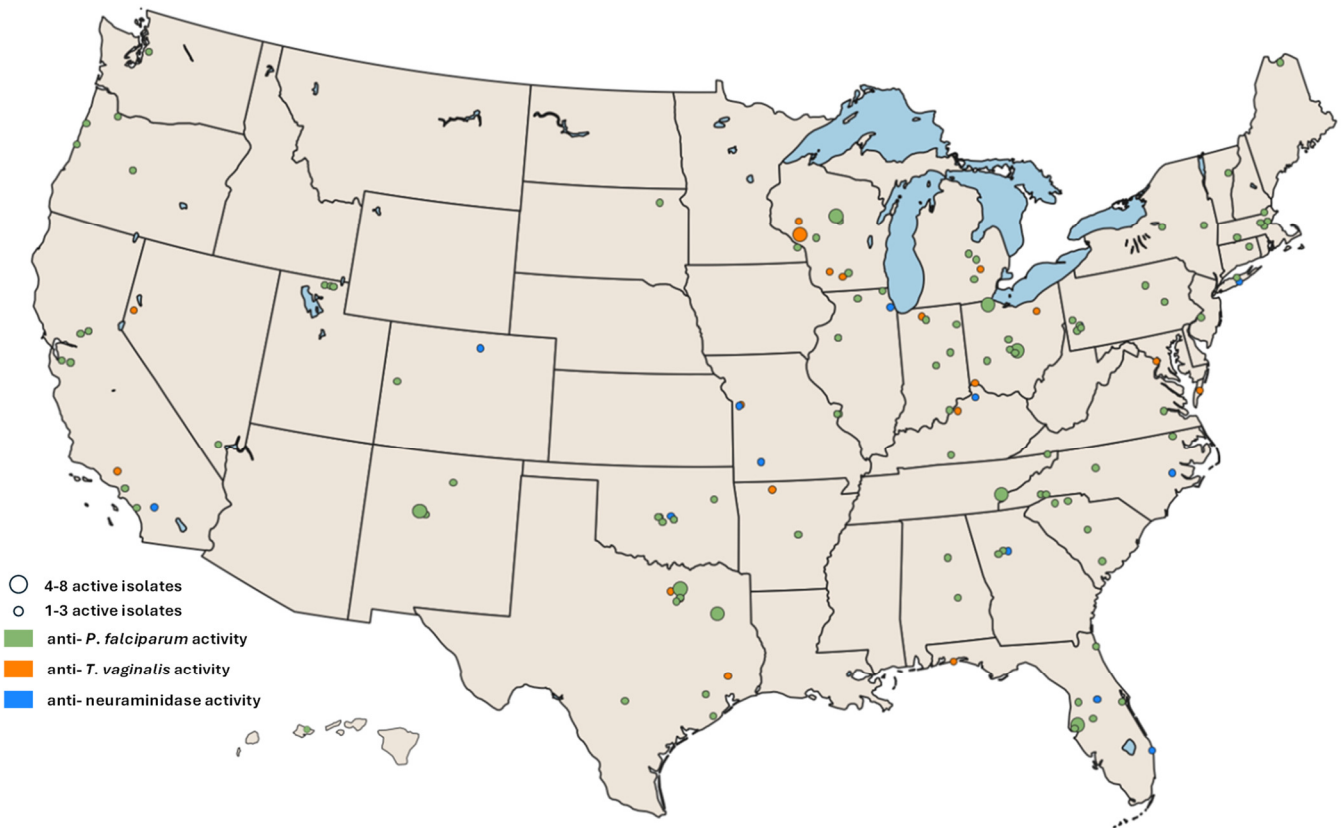 4-8 active isolates
1-3 active isolates
anti- P. falciparum activity
anti- T. vaginalis activity
anti- neuraminidase activity